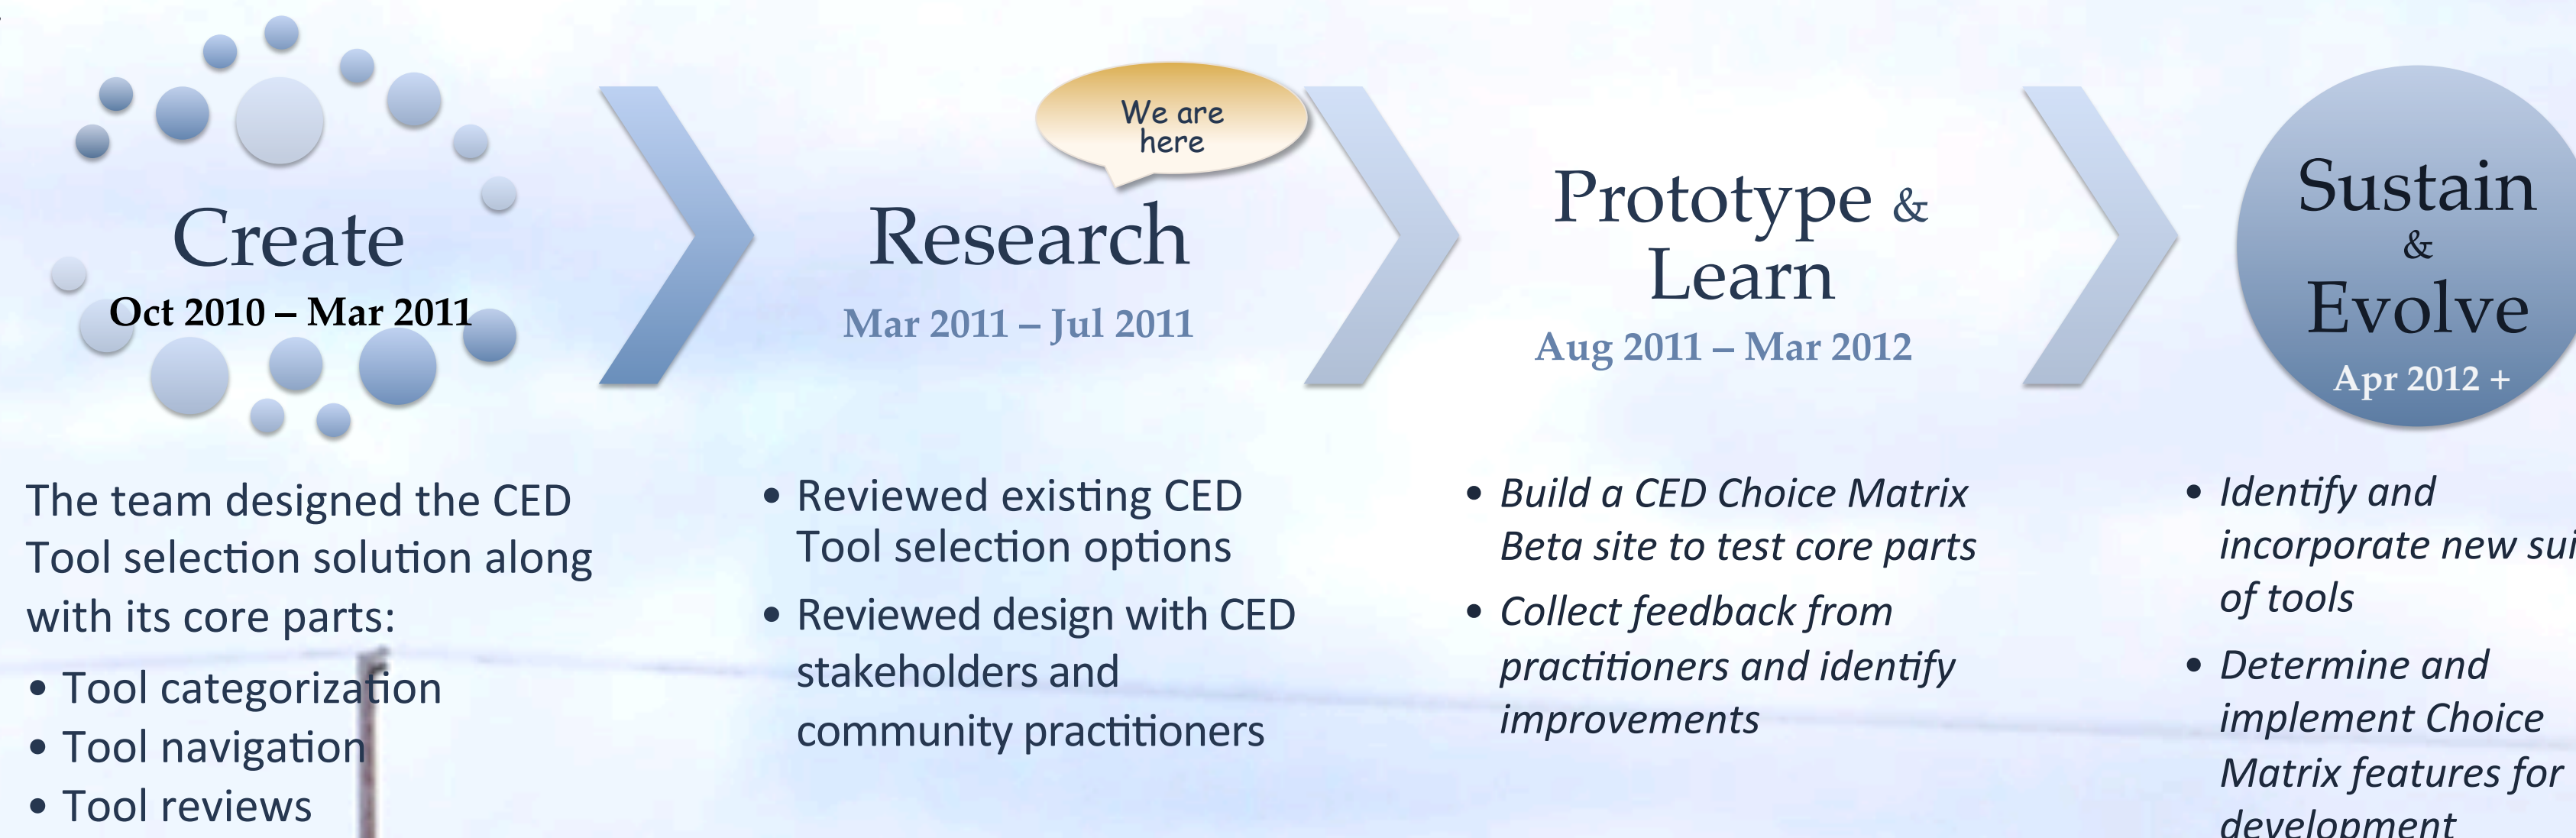 We are
here
Create
Oct 2010 – Mar 2011
Research
Mar 2011 – Jul 2011
Prototype &
Learn
Aug 2011 – Mar 2012
Sustain
&
Evolve
Apr 2012 +
The team designed the CED
Tool selection solution along
with its core parts:
• Tool categorization
• Tool navigation
• Tool reviews
• Reviewed existing CED
Tool selection options
• Reviewed design with CED
stakeholders and
community practitioners
• Build a CED Choice Matrix
Beta site to test core parts
• Collect feedback from
practitioners and identify
improvements
• Identify and
incorporate new
of tools
• Determine and
implement Choice
Matrix features for
development